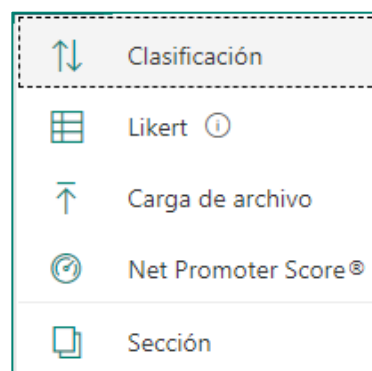 Clasificación
Likert
Carga de archivo
Net Promoter Score®
Sección